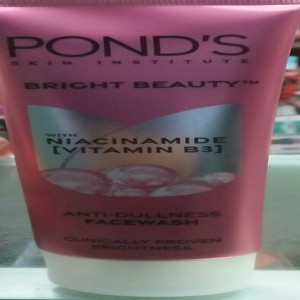 POND'S
SKIN INSTITUTE
BRIGHT BEAUTY™
WITH
NIACINAMIDE
[VITAMIN B3]
ANTI-DULLNESS
FACEWASH
CLINICALLY PROVEN
BRIGHTNESS